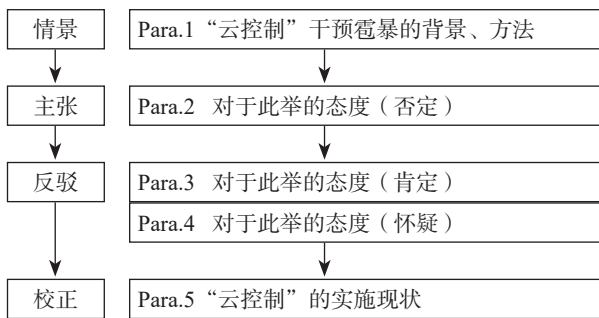 情景 Para.1“云控制”干预雹暴的背景、方法
主张 Para.2 对于此举的态度（否定）
反驳 Para.3 对于此举的态度（肯定）
Para.4 对于此举的态度（怀疑）
校正 Para.5“云控制”的实施现状